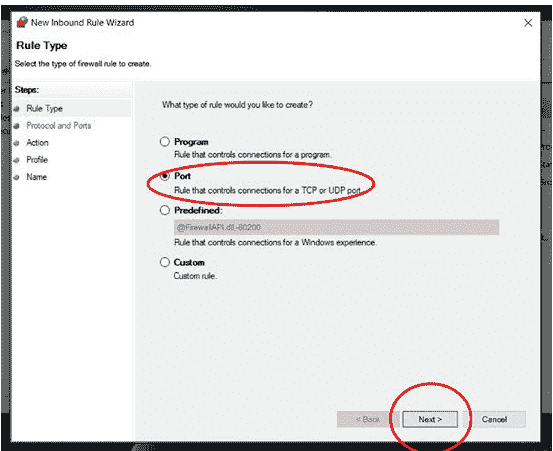 New Inbound Rule Wizard
Rule Type
Select the type of firewall rule to create.
Steps:
Rule Type
Protocol and Ports
Action
Profile
Name
What type of rule would you like to create?
Program
Rule that controls connections for a program.
Port
Rule that controls connections for a TCP or UDP port.
Predefined:
@FirewallAPI.dll,-80200
Rule that controls connections for a Windows experience.
Custom
Custom rule.
< Back
Next >
Cancel